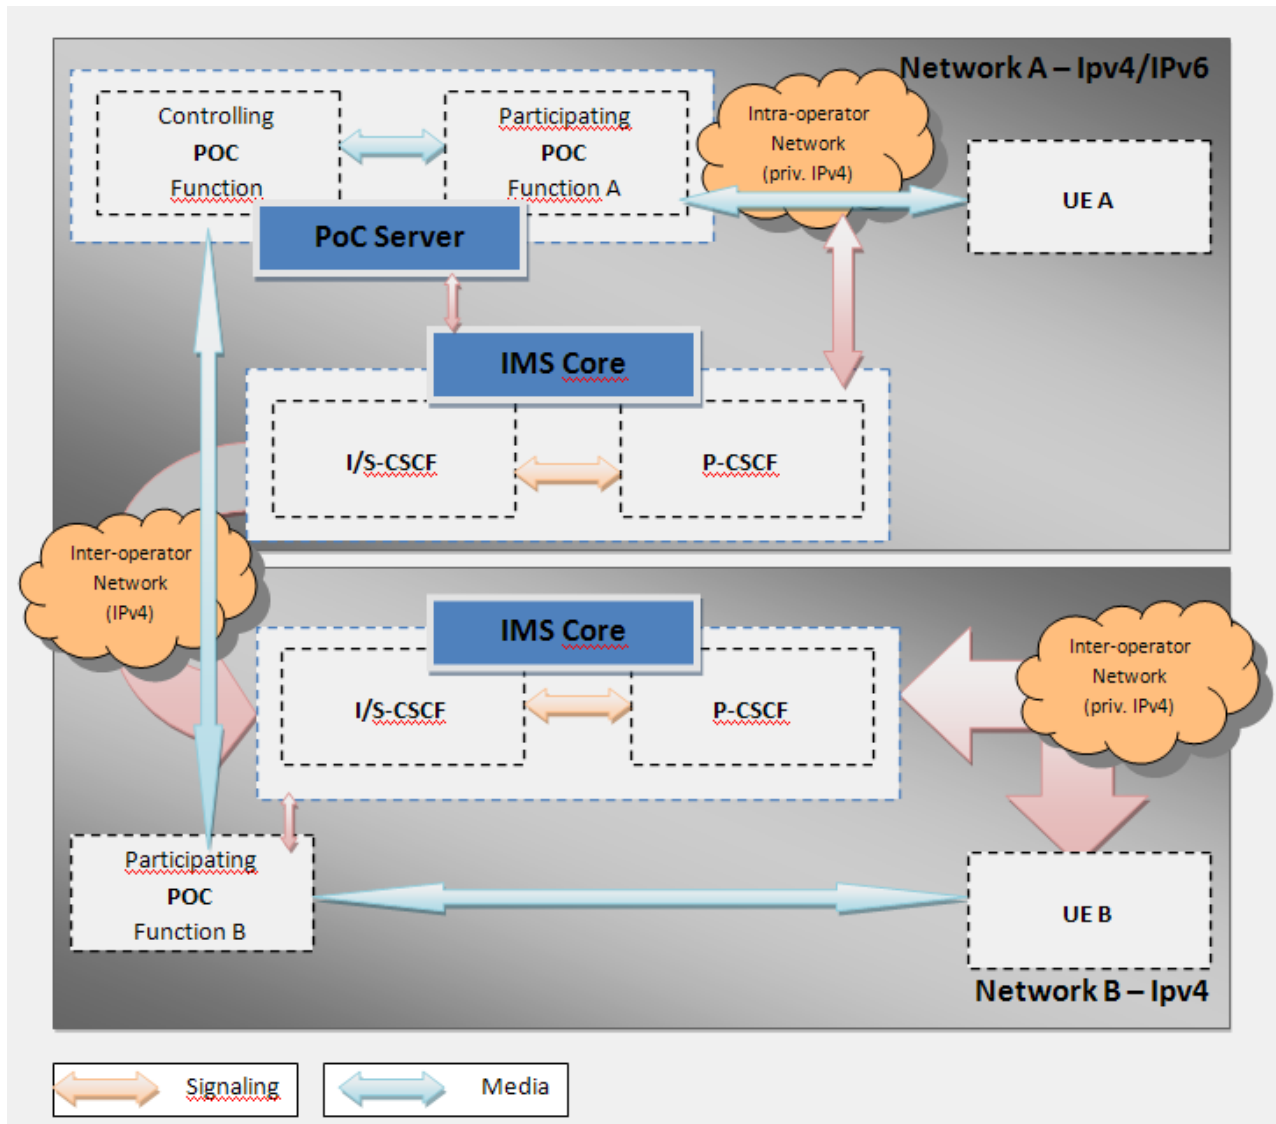 Network A – Ipv4/IPv6
Controlling
POC
Function
Participating
POC
Function A
Intra-operator
Network
(priv. IPv4)
UE A
PoC Server
IMS Core
I/S-CSCF
P-CSCF
Inter-operator
Network
(IPv4)
IMS Core
I/S-CSCF
P-CSCF
Inter-operator
Network
(priv. IPv4)
Participating
POC
Function B
UE B
Network B – Ipv4
Signaling
Media